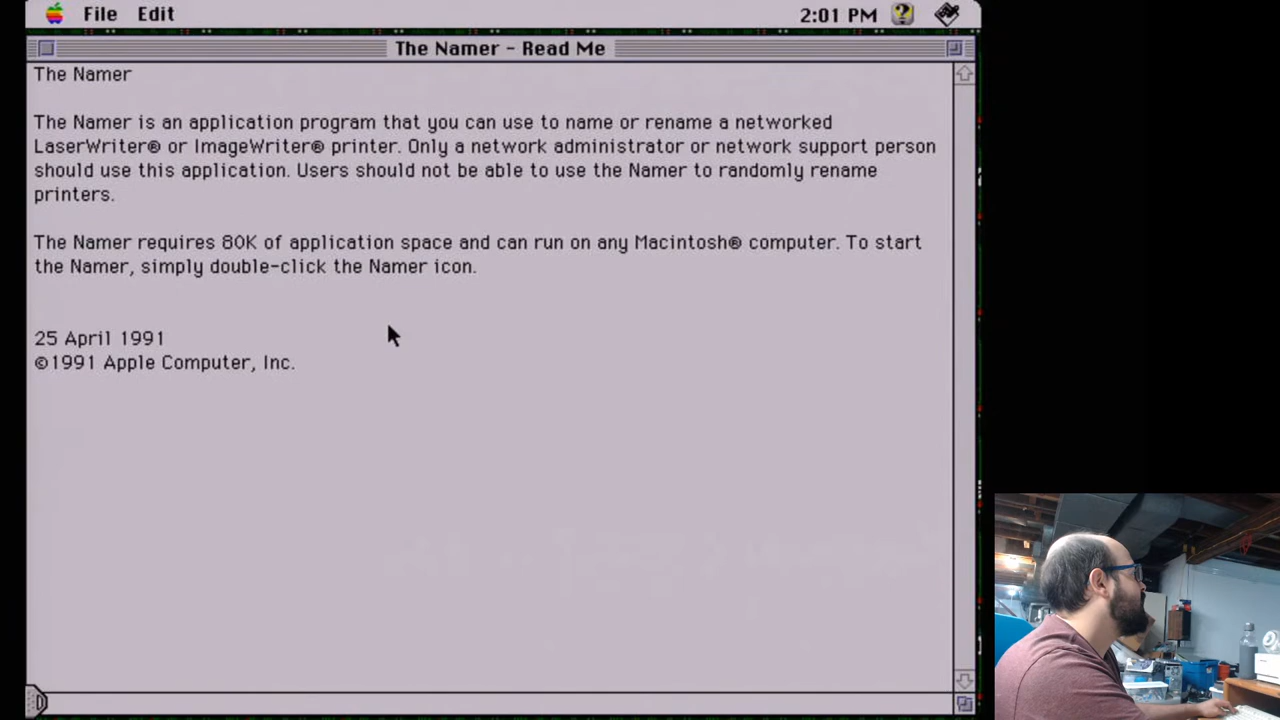 File Edit 2:01 PM
The Namer - Read Me
The Namer
The Namer is an application program that you can use to name or rename a networked
LaserWriter® or ImageWriter® printer. Only a network administrator or network support person
should use this application. Users should not be able to use the Namer to randomly rename
printers.
The Namer requires 80K of application space and can run on any Macintosh® computer. To start
the Namer, simply double-click the Namer icon.
25 April 1991
©1991 Apple Computer, Inc.